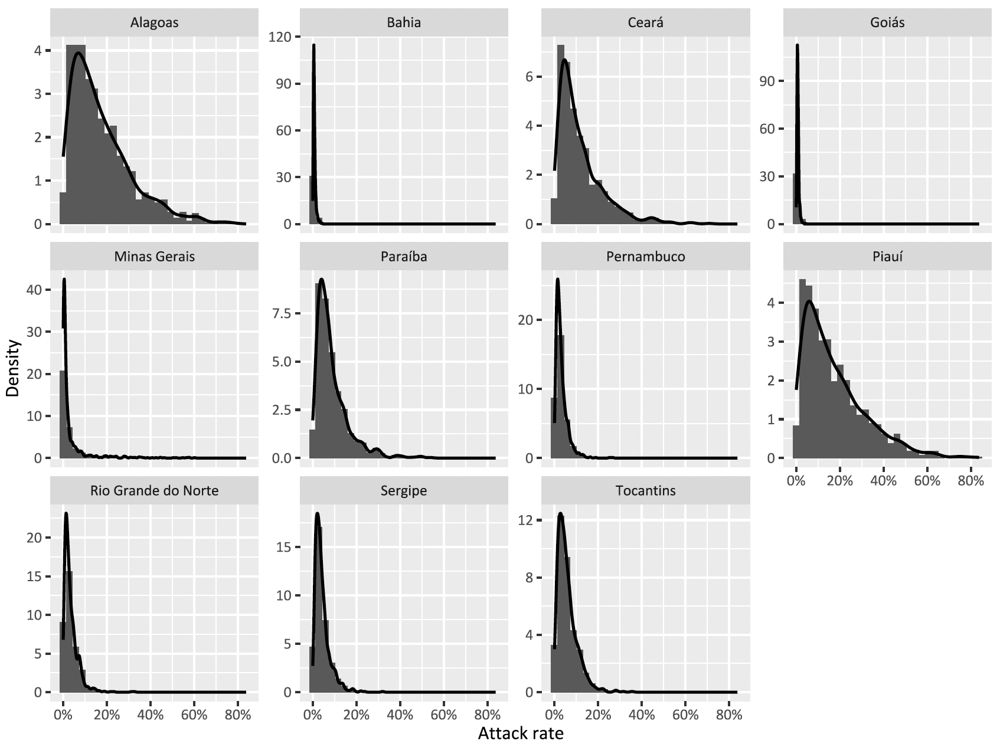 Alagoas
Bahia
Ceará
Goiás
4
3
2
1
0
120
90
60
30
0
6
4
2
0
90
60
30
0
Minas Gerais
Paraíba
Pernambuco
Piauí
40
30
20
10
0
7.5
5.0
2.5
0.0
20
10
0
4
3
2
1
0
0% 20% 40% 60% 80%
Rio Grande do Norte
Sergipe
Tocantins
20
15
10
5
0
15
10
5
0
12
8
4
0
0% 20% 40% 60% 80%
0% 20% 40% 60% 80%
0% 20% 40% 60% 80%
Density
Attack rate